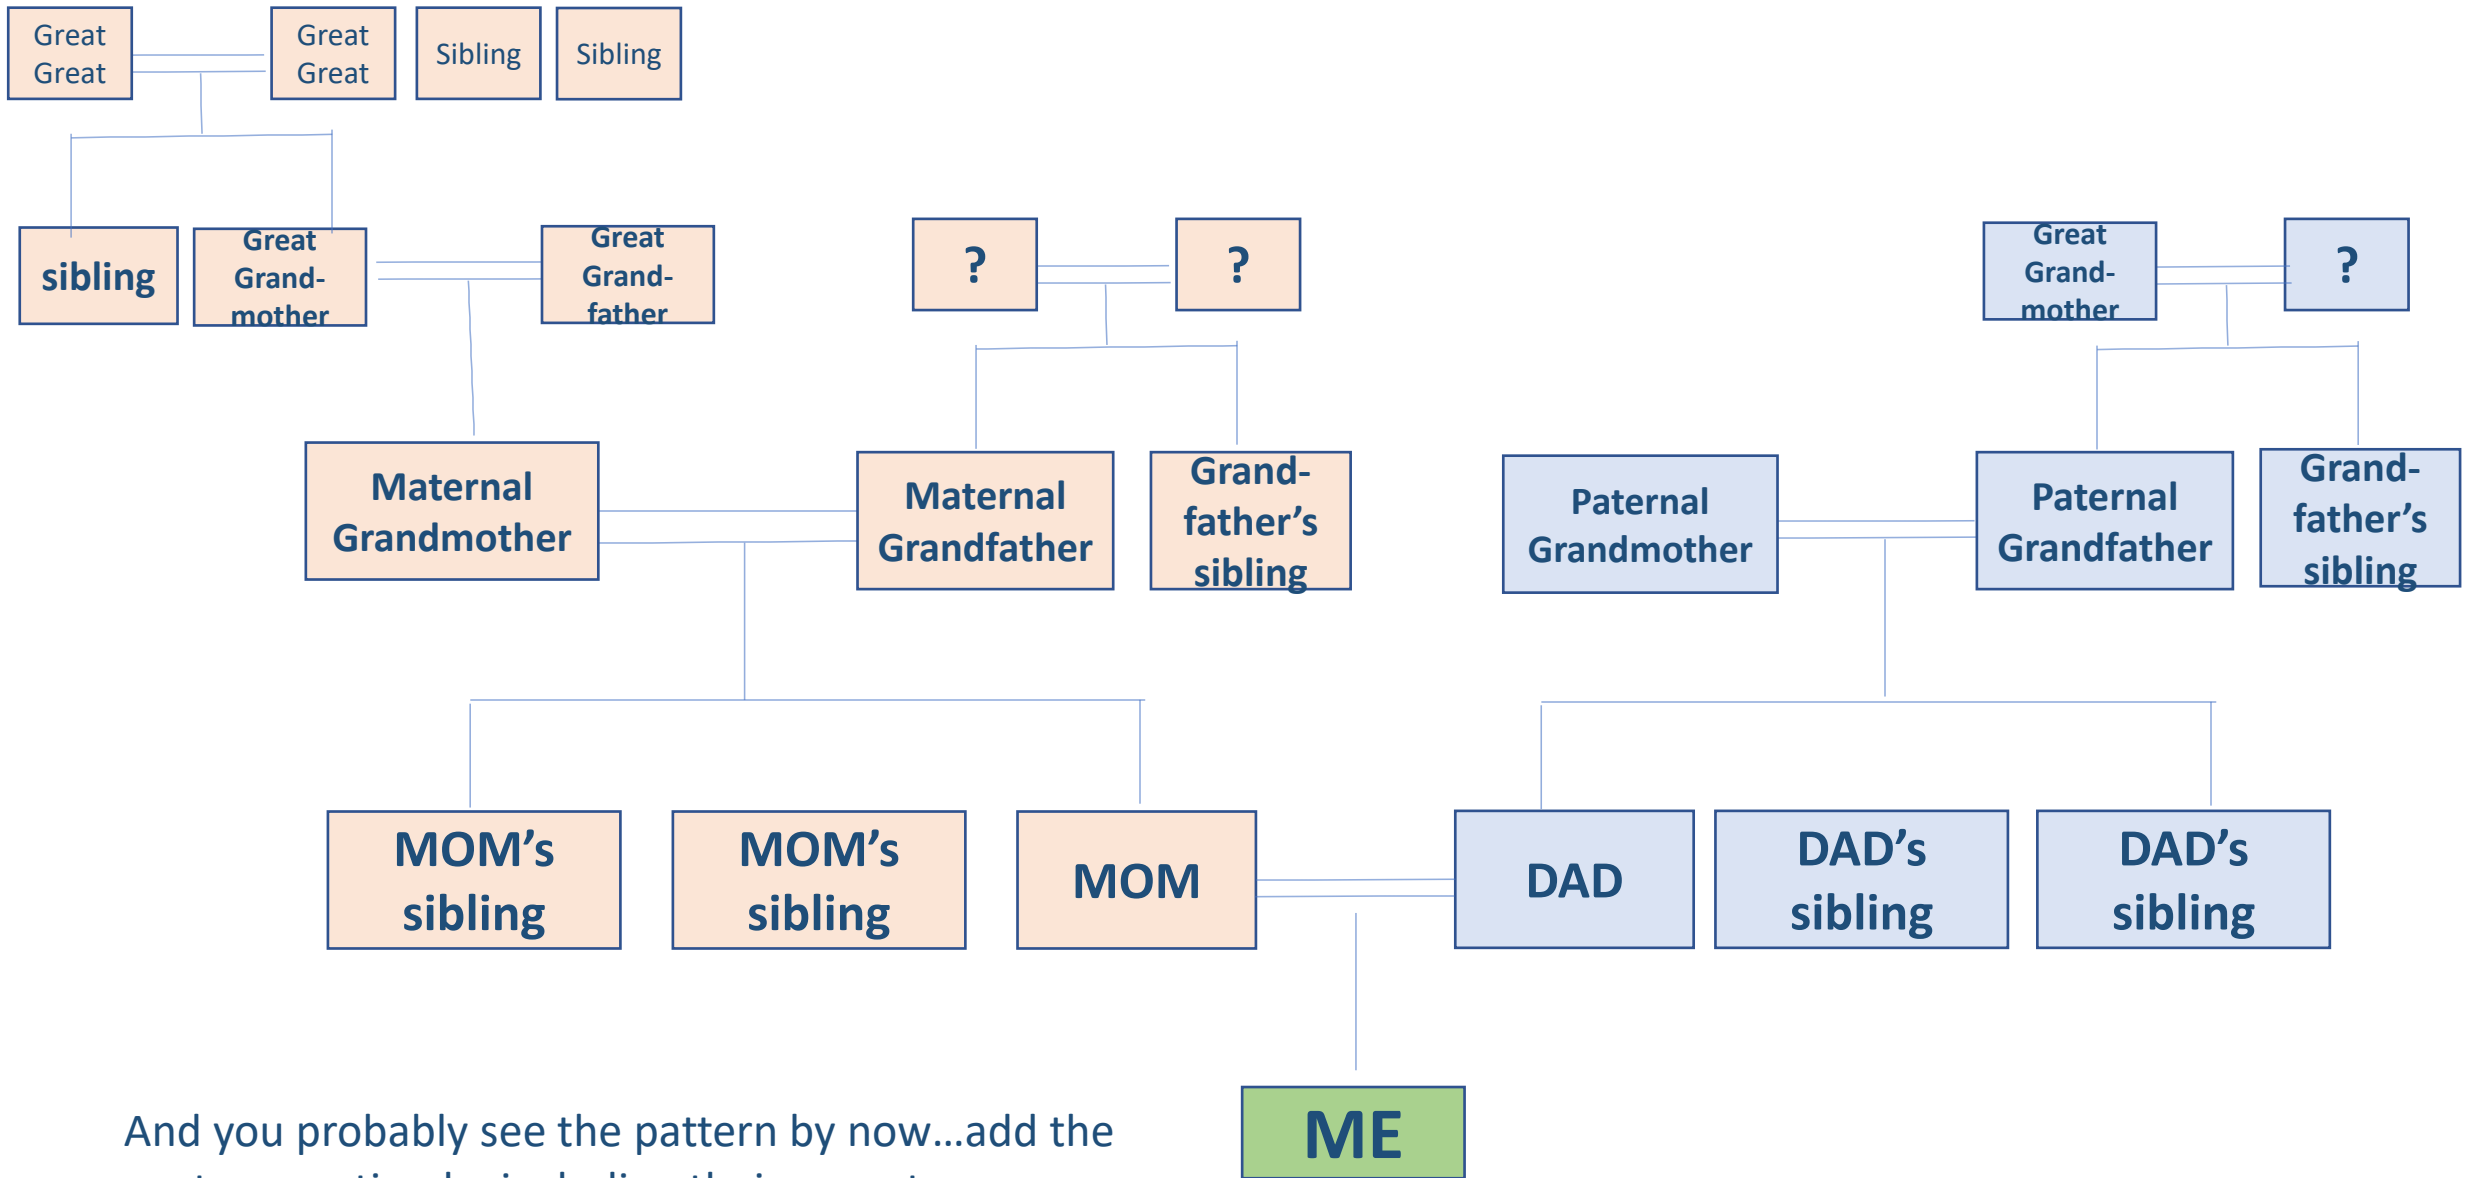 Great
Great
Great
Great
Sibling
Sibling
sibling
Great
Grand-
mother
Great
Grand-
father
?
?
Great
Grand-
mother
?
Maternal
Grandmother
Maternal
Grandfather
Grand-
father’s
sibling
Paternal
Grandmother
Paternal
Grandfather
Grand-
father’s
sibling
MOM’s
sibling
MOM’s
sibling
MOM
DAD
DAD’s
sibling
DAD’s
sibling
ME
And you probably see the pattern by now…add the